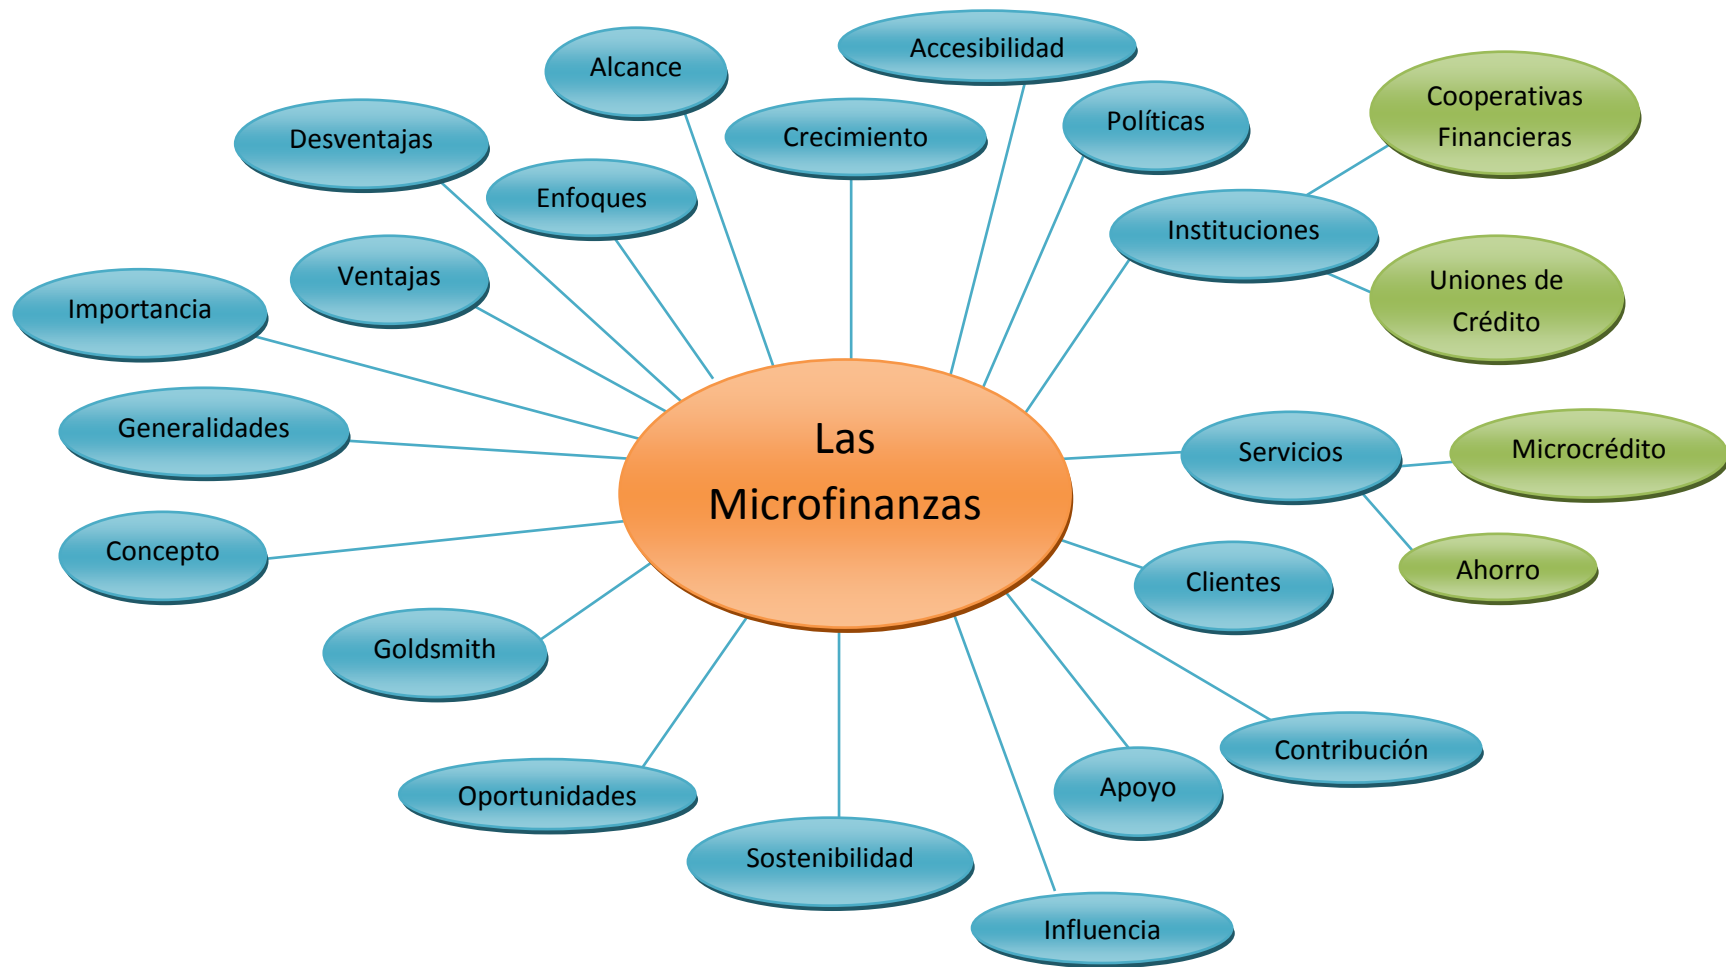 Accesibilidad
Alcance
Cooperativas
Financieras
Políticas
Crecimiento
Desventajas
Enfoques
Instituciones
Ventajas
Uniones de
Crédito
Importancia
Generalidades
Las
Microfinanzas
Servicios
Microcrédito
Concepto
Clientes
Ahorro
Goldsmith
Contribución
Oportunidades
Apoyo
Sostenibilidad
Influencia